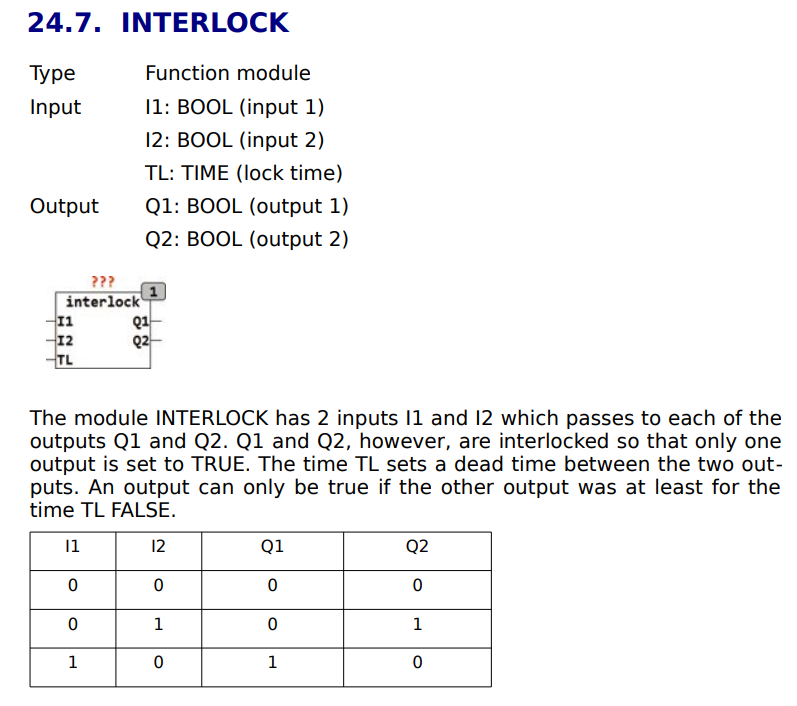 24.7. INTERLOCK
Type Function module
Input I1: BOOL (input 1)
I2: BOOL (input 2)
TL: TIME (lock time)
Output Q1: BOOL (output 1)
Q2: BOOL (output 2)
???
1
interlock
I1 Q1
I2 Q2
TL
The module INTERLOCK has 2 inputs I1 and I2 which passes to each of the
outputs Q1 and Q2. Q1 and Q2, however, are interlocked so that only one
output is set to TRUE. The time TL sets a dead time between the two out-
puts. An output can only be true if the other output was at least for the
time TL FALSE.
I1 I2 Q1 Q2
0 0 0 0
0 1 0 1
1 0 1 0